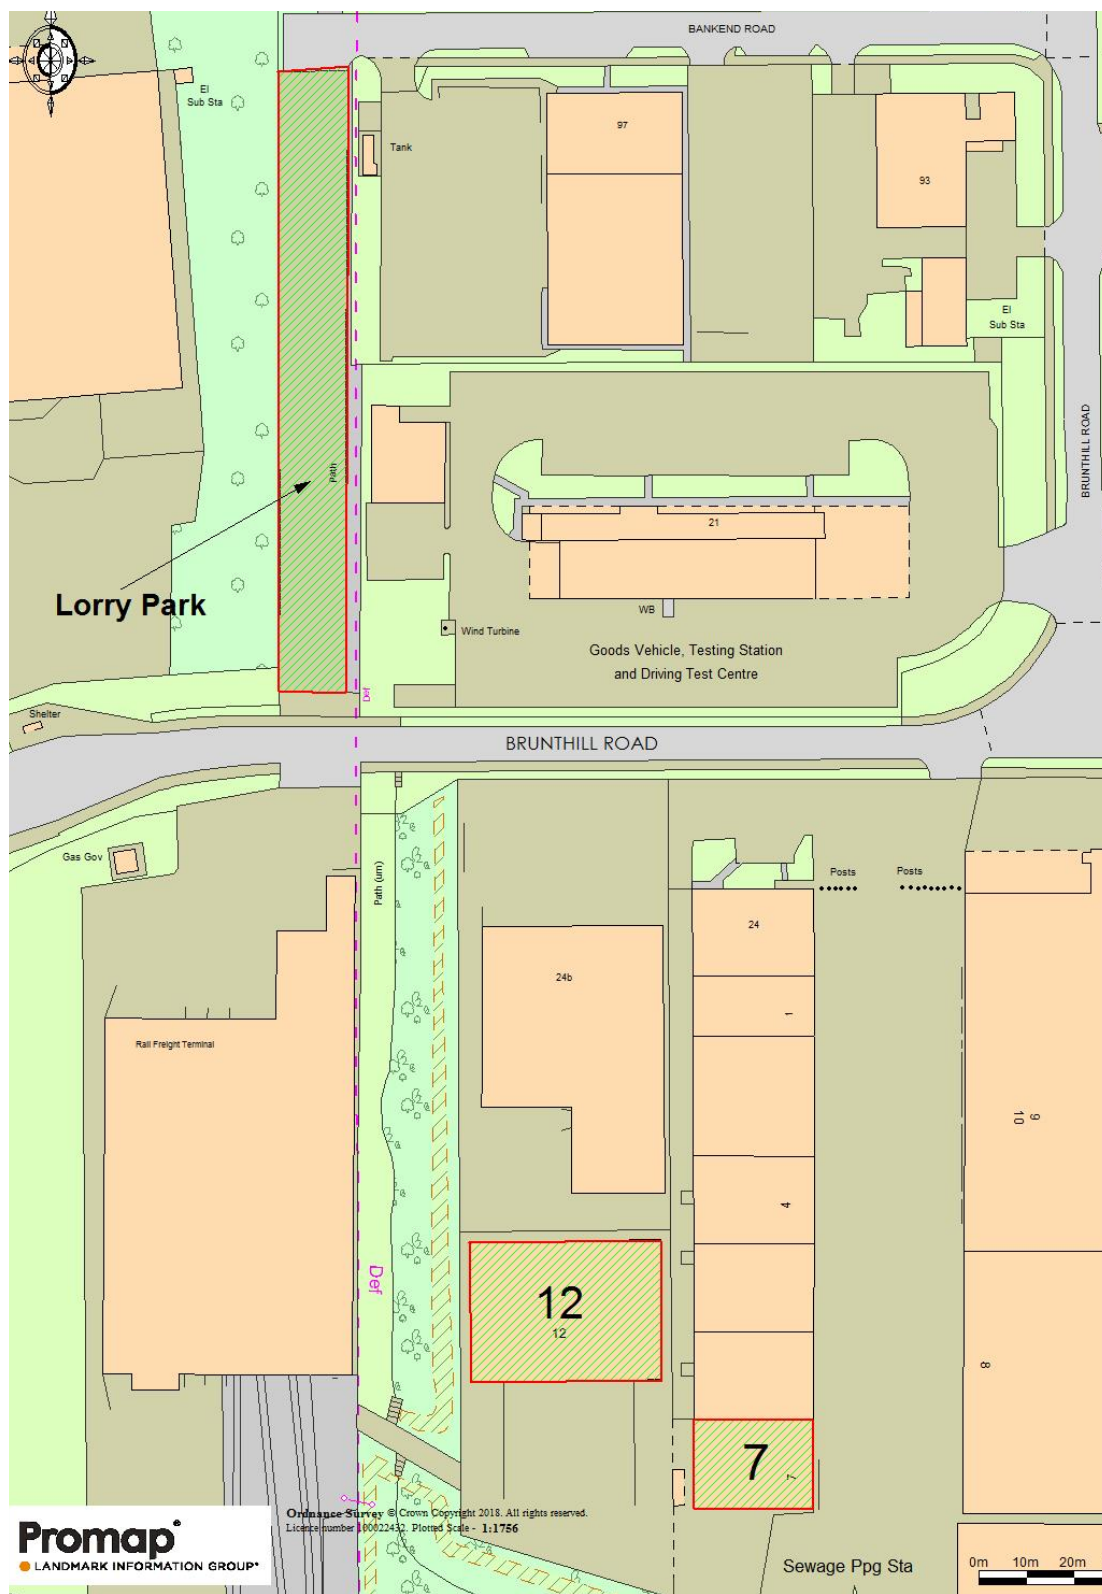 BANKEND ROAD
El
Sub Sta
Tank
97
93
El
Sub Sta
BRUNTHILL ROAD
Path
21
Lorry Park
WB
Wind Turbine
Goods Vehicle, Testing Station
and Driving Test Centre
Def
Shelter
BRUNTHILL ROAD
Gas Gov
Path (um)
Posts
Posts
24
24b
1
Rail Freight Terminal
9
10
4
Def
12
12
8
7
7
Ordnance Survey © Crown Copyright 2018. All rights reserved.
Licence number 100022432. Plotted Scale - 1:1756
Promap®
LANDMARK INFORMATION GROUP®
Sewage Ppg Sta
0m 10m 20m